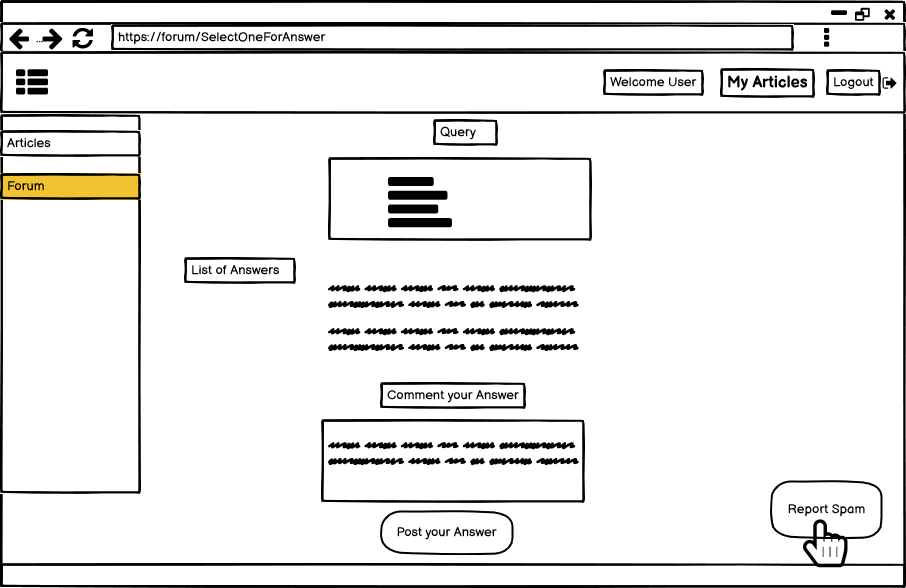 https://forum/SelectOneForAnswer
Welcome User
My Articles
Logout
Articles
Forum
Query
List of Answers
Comment your Answer
Post your Answer
Report Spam